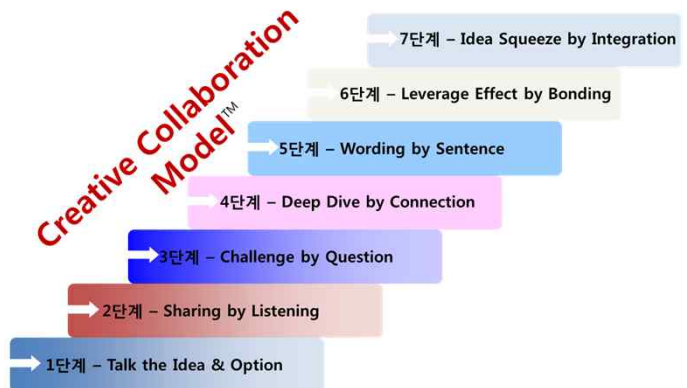 Creative Collaboration
Model™
7단계 – Idea Squeeze by Integration
6단계 – Leverage Effect by Bonding
5단계 – Wording by Sentence
4단계 – Deep Dive by Connection
3단계 – Challenge by Question
2단계 – Sharing by Listening
1단계 – Talk the Idea & Option